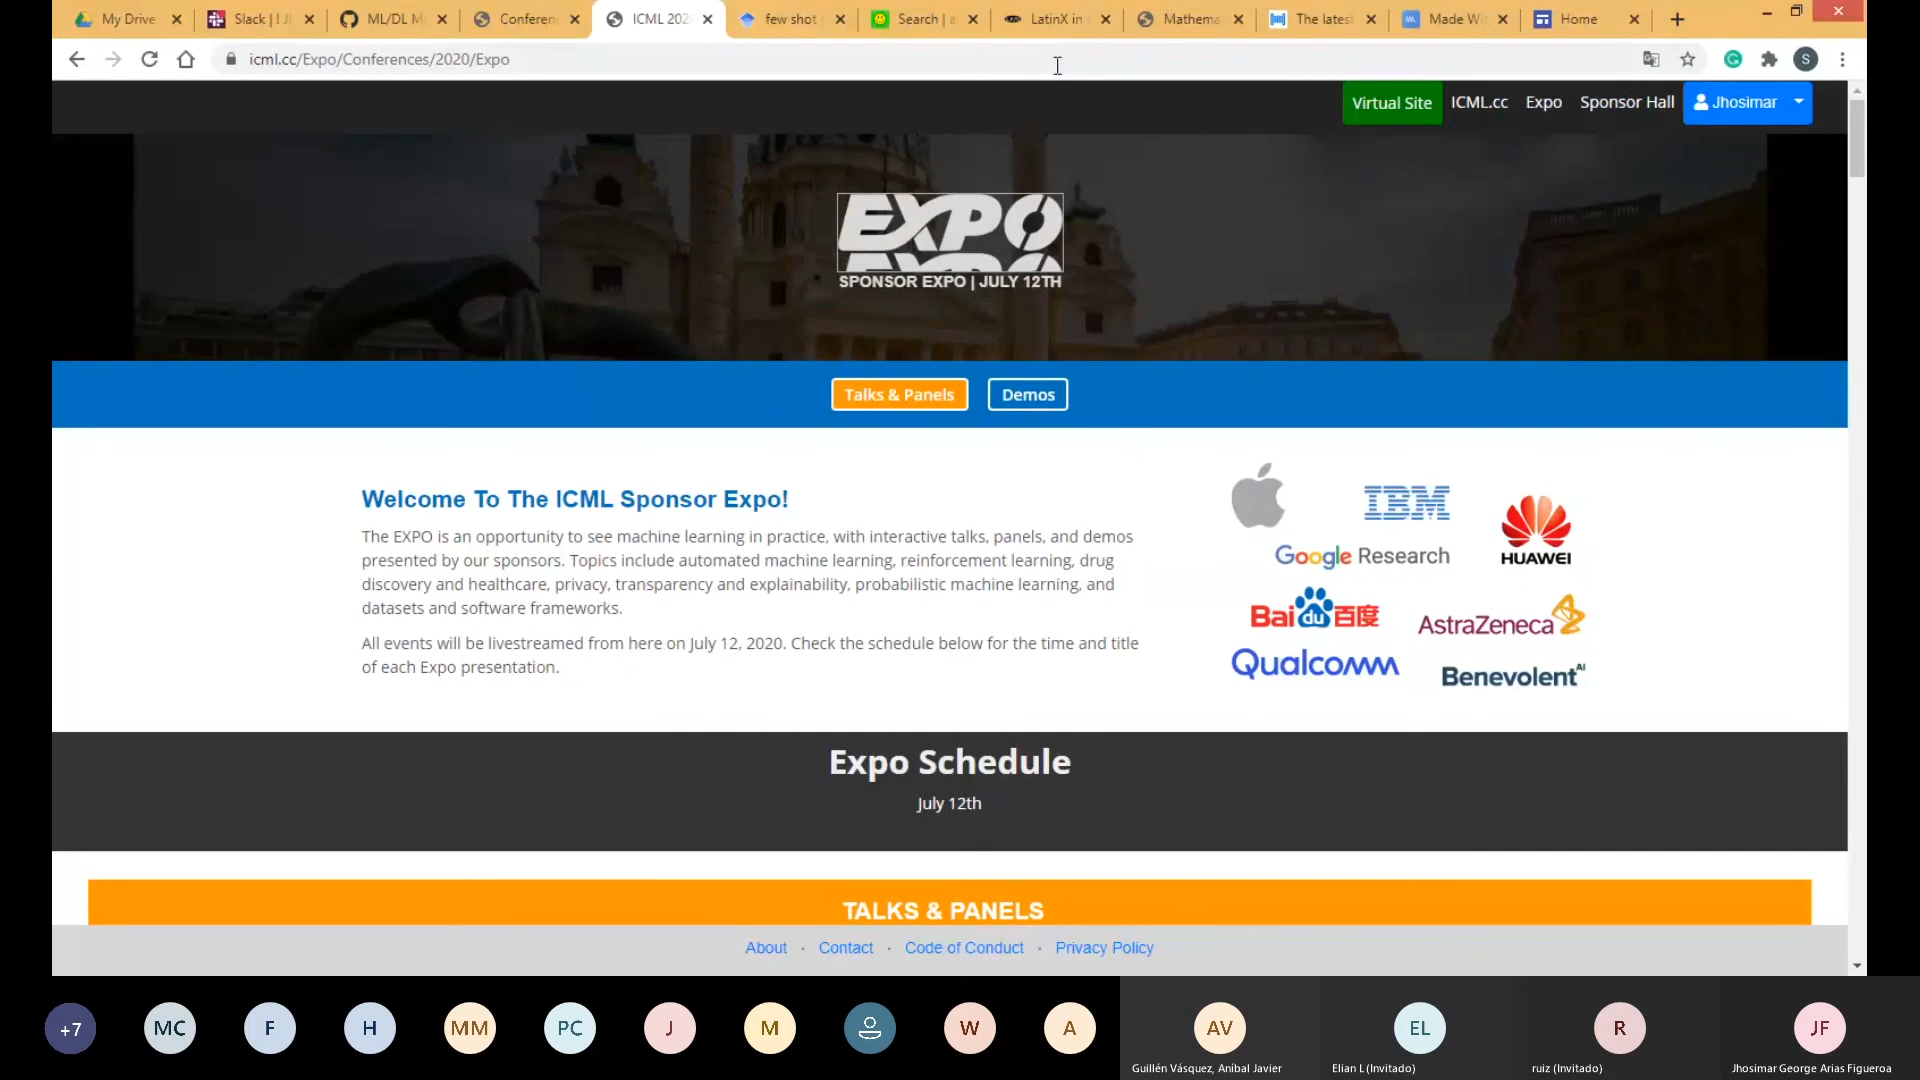 My Drive
Slack | ! J
ML/DL M
Conferen
ICML 202
few shot
Search | a
LatinX in
Mathema
The latest
Made Wi
Home
icml.cc/Expo/Conferences/2020/Expo
S
Virtual Site
ICML.cc
Expo
Sponsor Hall
Jhosimar
EXPO
SPONSOR EXPO | JULY 12TH
Talks & Panels
Demos
Welcome To The ICML Sponsor Expo!
The EXPO is an opportunity to see machine learning in practice, with interactive talks, panels, and demos
presented by our sponsors. Topics include automated machine learning, reinforcement learning, drug
discovery and healthcare, privacy, transparency and explainability, probabilistic machine learning, and
datasets and software frameworks.
All events will be livestreamed from here on July 12, 2020. Check the schedule below for the time and title
of each Expo presentation.
IBM
HUAWEI
Google Research
Baidu百度
AstraZeneca
Qualcomm
BenevolentAI
Expo Schedule
July 12th
TALKS & PANELS
About · Contact · Code of Conduct · Privacy Policy
+7
MC
F
H
MM
PC
J
M
W
A
AV
EL
R
JF
Guillén Vásquez, Aníbal Javier
Elian L (Invitado)
ruiz (Invitado)
Jhosimar George Arias Figueroa